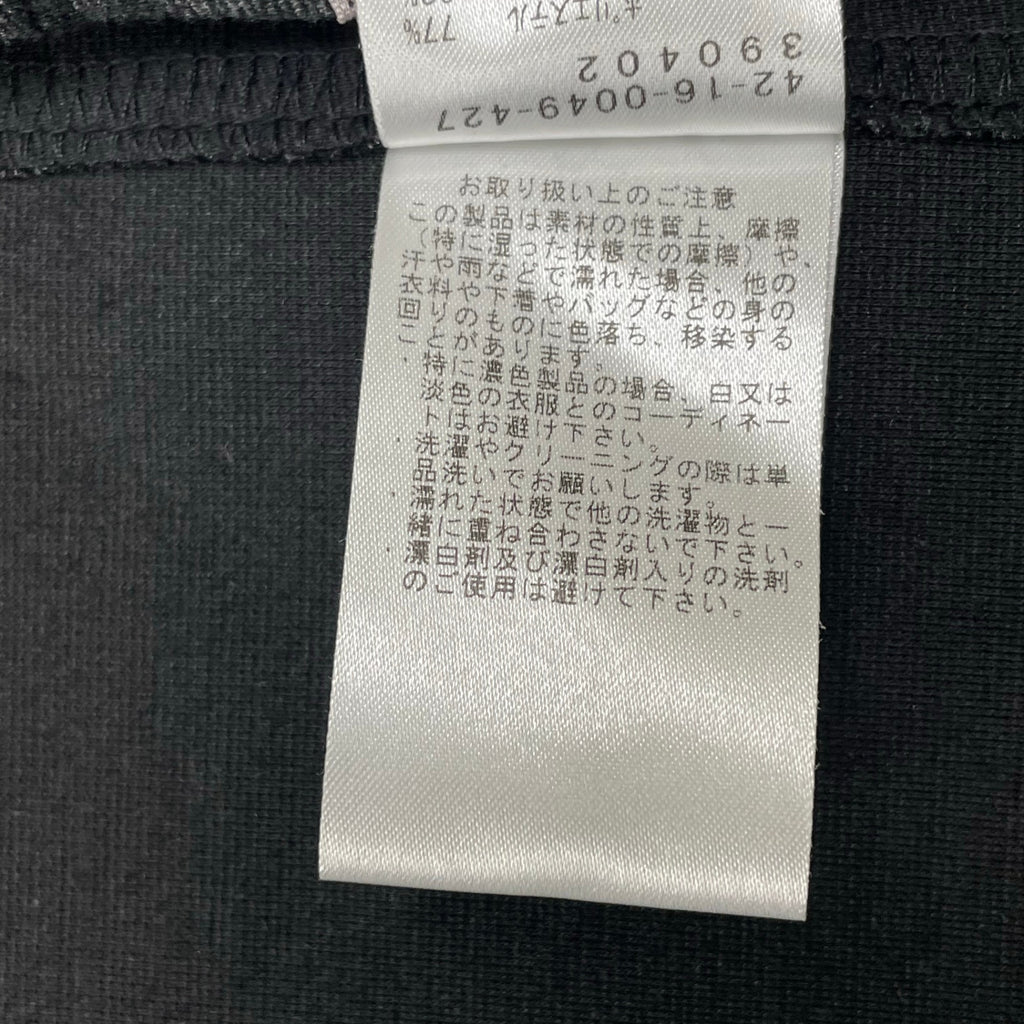 42-16-0049-427
390402
ポリエステル 77%
お取り扱い上のご注意
この製品は素材の性質上、摩擦
（特に湿った状態での摩擦）や、
汗や雨などで濡れた場合、他の
衣料や下着やバッグなどの身の
回りのものに色落ち、移染する
ことがあります。
・特に濃色製品の場合、白又は
淡色の衣服とのコーディネー
トはお避け下さい。
・洗濯やクリーニングの際は単
品洗いでお願いします。
・濡れた状態で他の洗濯物と一
緒に重ね合わさないで下さい。
・漂白剤及び漂白剤入りの洗剤
のご使用は避けて下さい。